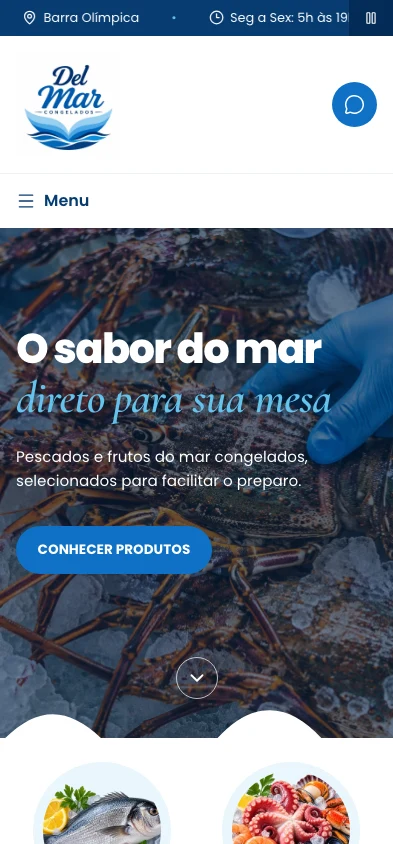 Barra Olímpica
•
Seg a Sex: 5h às 19
Del
Mar
CONGELADOS
Menu
O sabor do mar
direto para sua mesa
Pescados e frutos do mar congelados,
selecionados para facilitar o preparo.
CONHECER PRODUTOS